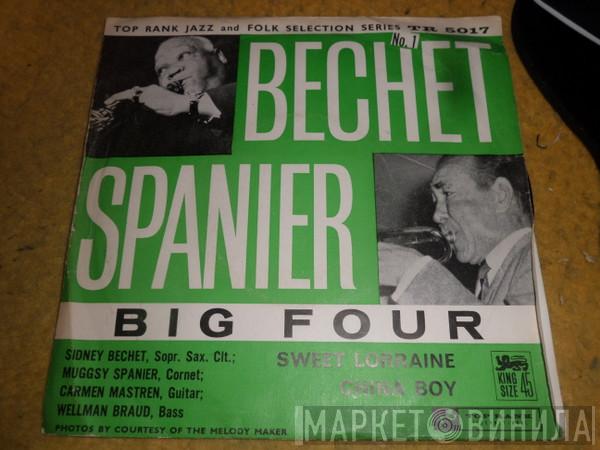 TOP RANK JAZZ and FOLK SELECTION SERIES TR 5017
No. 1
BECHET
SPANIER
BIG FOUR
SIDNEY BECHET, Sopr. Sax. Clt.;
MUGGSY SPANIER, Cornet;
CARMEN MASTREN, Guitar;
WELLMAN BRAUD, Bass
SWEET LORRAINE
CHINA BOY
KING
SIZE 45
PHOTOS BY COURTESY OF THE MELODY MAKER
МАРКЕТ ВИНИЛА